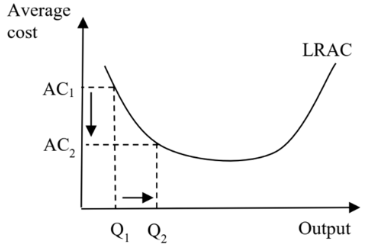 Average
cost
LRAC
AC₁
AC₂
Q₁ Q₂ Output